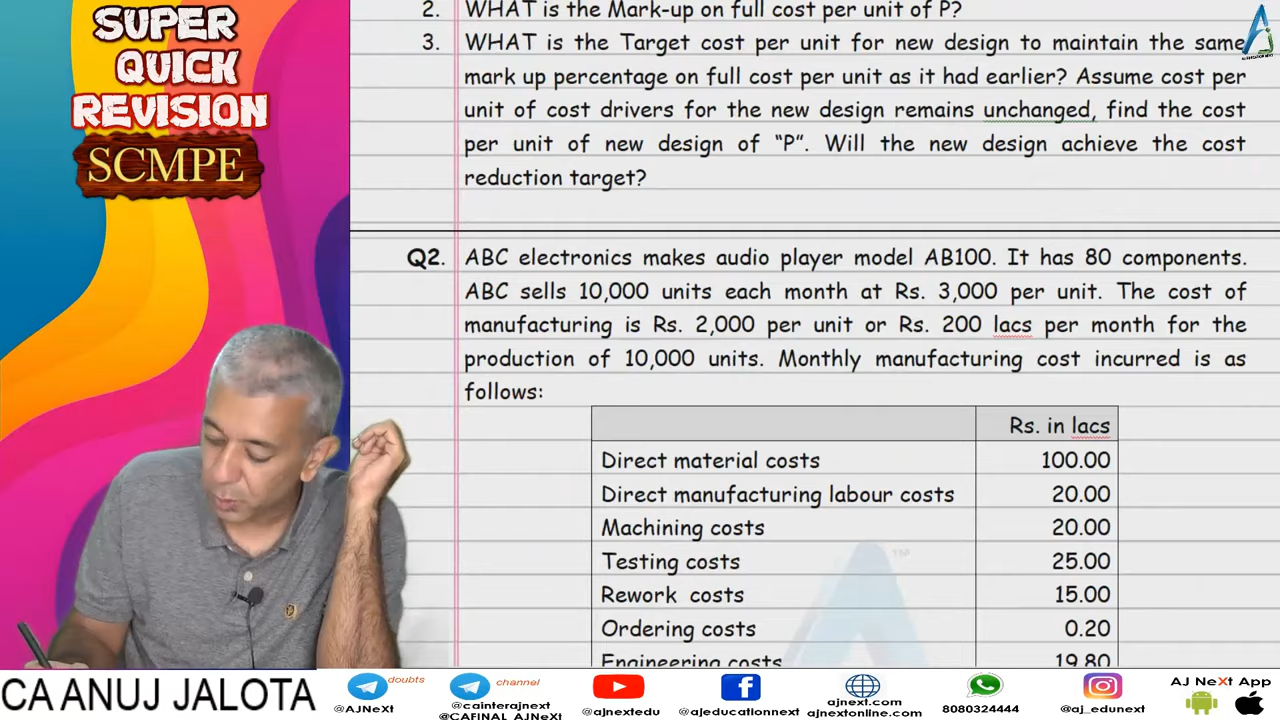 SUPER
QUICK
REVISION
SCMPE
2. WHAT is the Mark-up on full cost per unit of P?
3. WHAT is the Target cost per unit for new design to maintain the same
mark up percentage on full cost per unit as it had earlier? Assume cost per
unit of cost drivers for the new design remains unchanged, find the cost
per unit of new design of “P”. Will the new design achieve the cost
reduction target?
Q2. ABC electronics makes audio player model AB100. It has 80 components.
ABC sells 10,000 units each month at Rs. 3,000 per unit. The cost of
manufacturing is Rs. 2,000 per unit or Rs. 200 lacs per month for the
production of 10,000 units. Monthly manufacturing cost incurred is as
follows:
Rs. in lacs
Direct material costs 100.00
Direct manufacturing labour costs 20.00
Machining costs 20.00
Testing costs 25.00
Rework costs 15.00
Ordering costs 0.20
Engineering costs 19.80
CA ANUJ JALOTA
doubts
@AJNeXt
channel
@cainterajnext
@CAFINAL_AJNeXt
@ajnextedu
@ajeducationnext
ajnext.com
ajnextonline.com
8080324444
@aj_edunext
AJ NeXt App